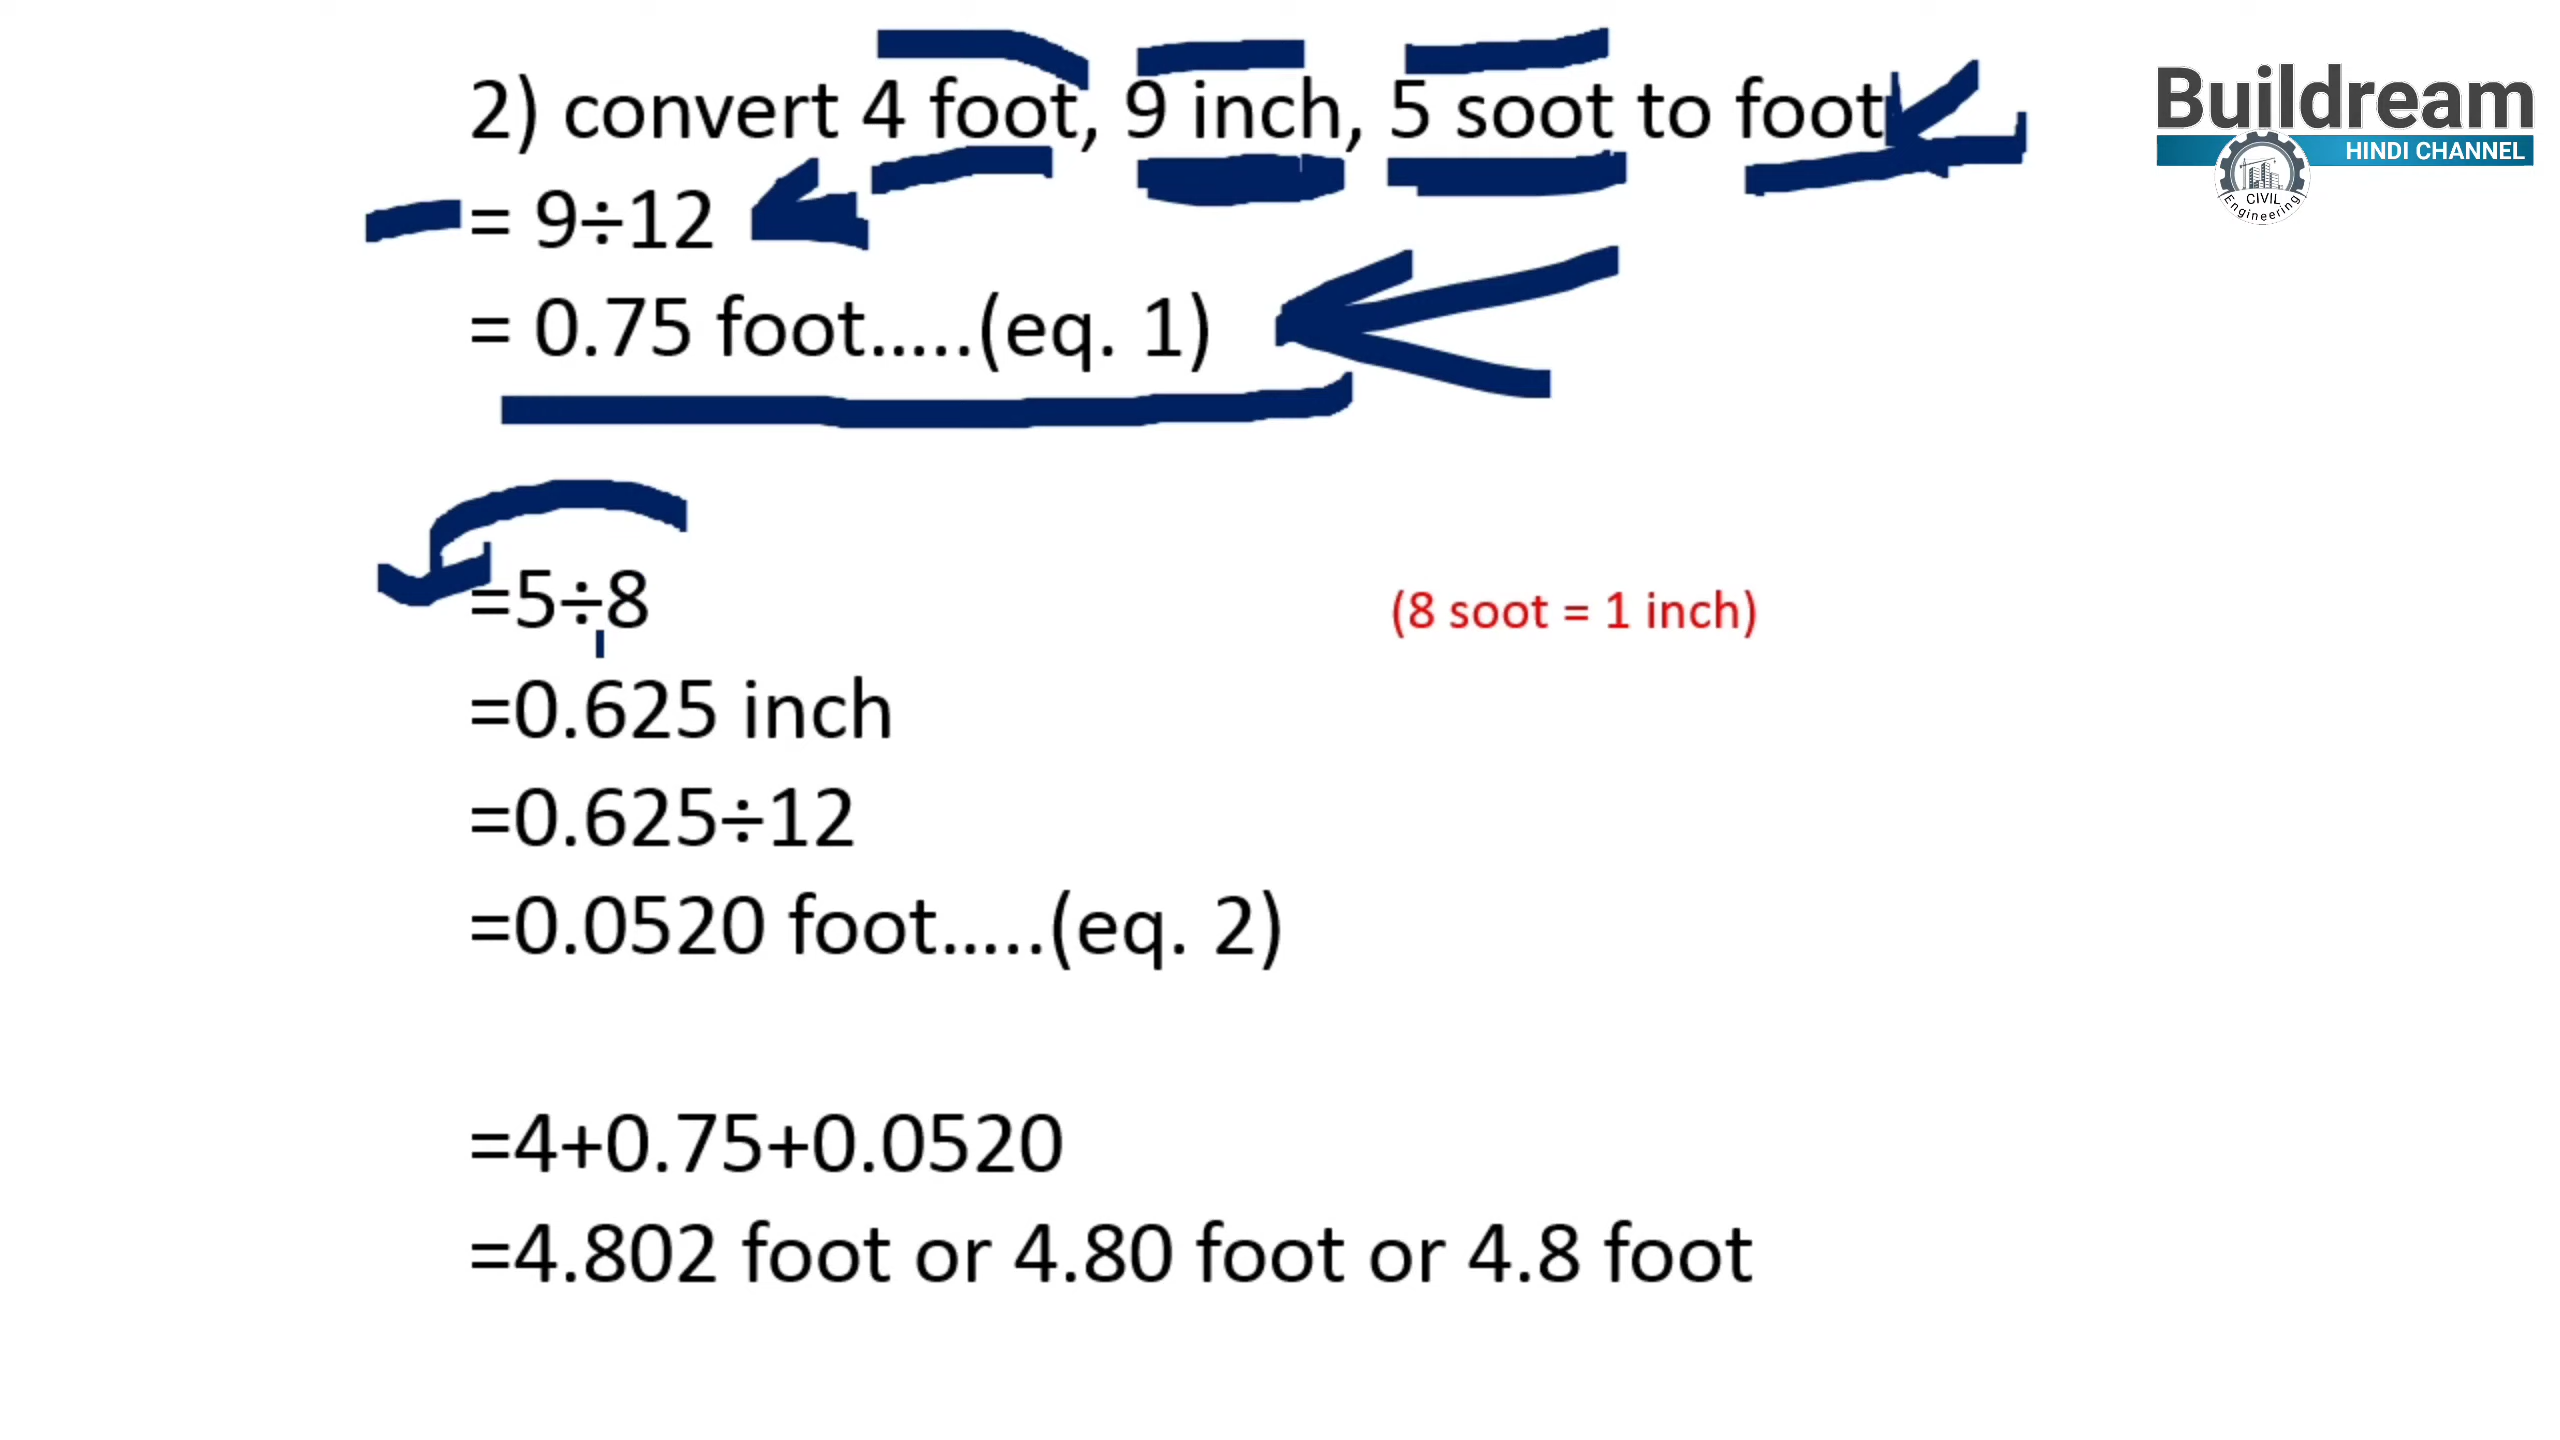 2) convert 4 foot, 9 inch, 5 soot to foot
= 9÷12
= 0.75 foot.....(eq. 1)
=5÷8
(8 soot = 1 inch)
=0.625 inch
=0.625÷12
=0.0520 foot.....(eq. 2)
=4+0.75+0.0520
=4.802 foot or 4.80 foot or 4.8 foot
Buildream
HINDI CHANNEL
CIVIL
Engineering